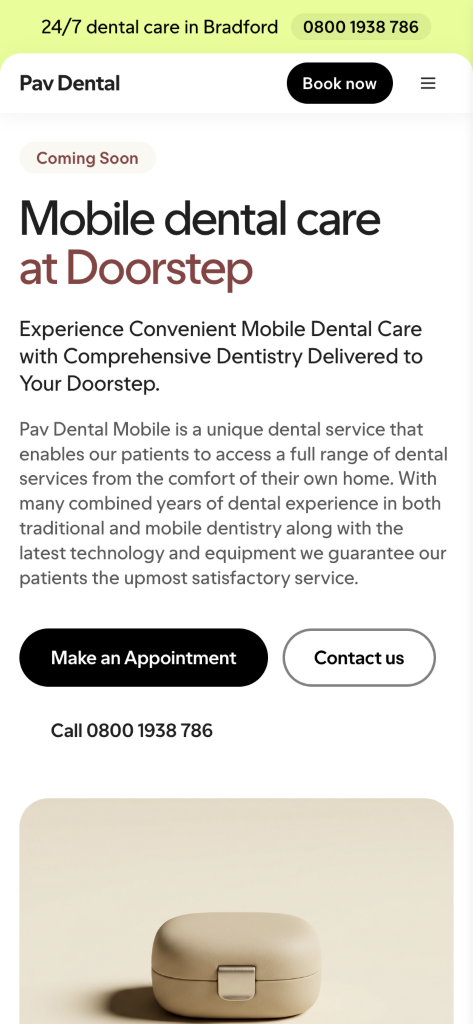 24/7 dental care in Bradford 0800 1938 786
Pav Dental Book now
Coming Soon
Mobile dental care
at Doorstep
Experience Convenient Mobile Dental Care
with Comprehensive Dentistry Delivered to
Your Doorstep.
Pav Dental Mobile is a unique dental service that
enables our patients to access a full range of dental
services from the comfort of their own home. With
many combined years of dental experience in both
traditional and mobile dentistry along with the
latest technology and equipment we guarantee our
patients the upmost satisfactory service.
Make an Appointment Contact us
Call 0800 1938 786